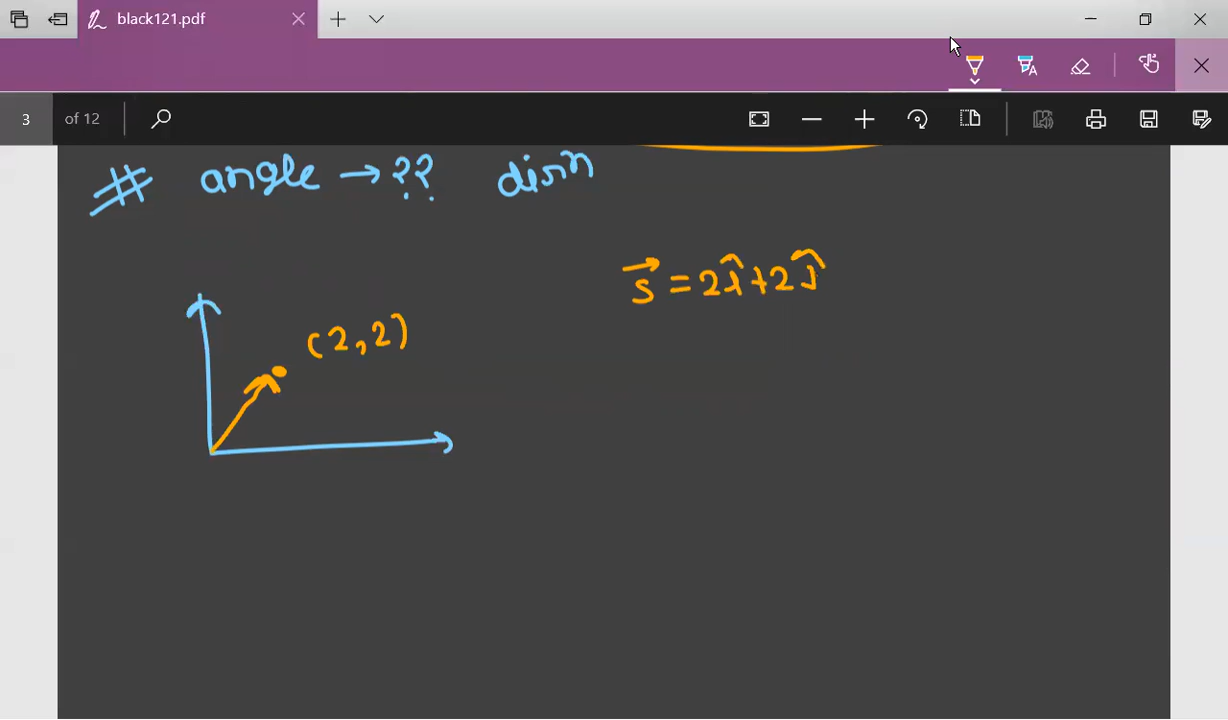 black121.pdf
3 of 12
# angle → ?? dirn
s⃗ = 2î + 2ĵ
(2,2)